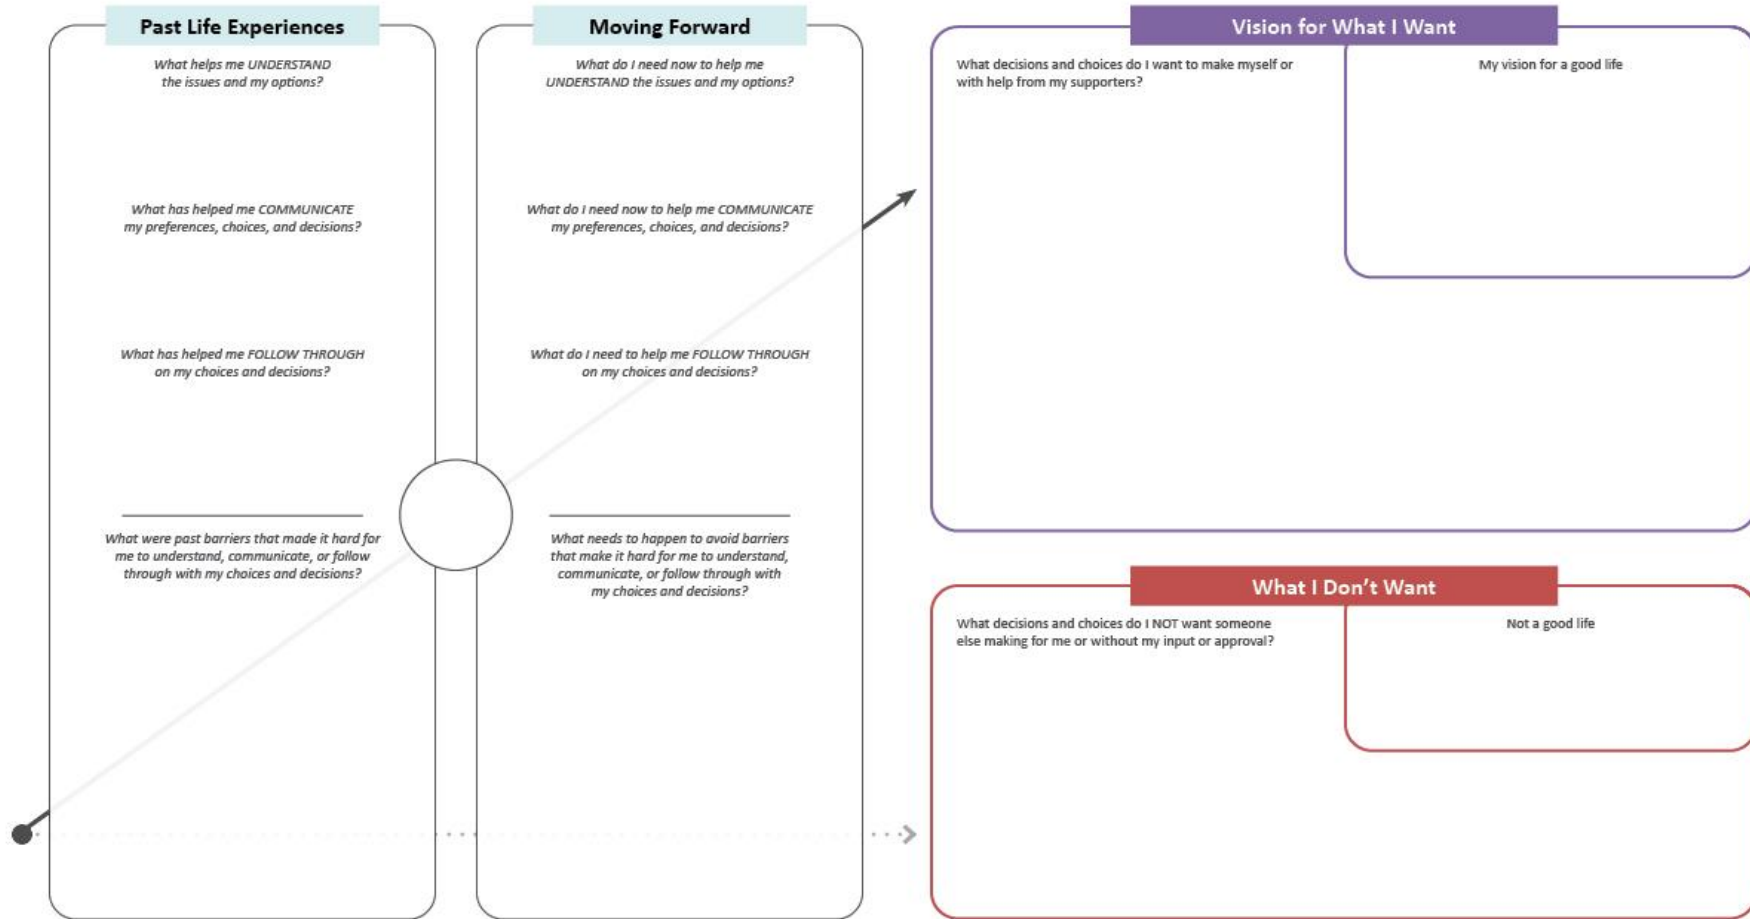 Past Life Experiences
What helps me UNDERSTAND
the issues and my options?
What has helped me COMMUNICATE
my preferences, choices, and decisions?
What has helped me FOLLOW THROUGH
on my choices and decisions?
What were past barriers that made it hard for
me to understand, communicate, or follow
through with my choices and decisions?
Moving Forward
What do I need now to help me
UNDERSTAND the issues and my options?
What do I need now to help me COMMUNICATE
my preferences, choices, and decisions?
What do I need to help me FOLLOW THROUGH
on my choices and decisions?
What needs to happen to avoid barriers
that make it hard for me to understand,
communicate, or follow through with
my choices and decisions?
Vision for What I Want
What decisions and choices do I want to make myself or
with help from my supporters?
My vision for a good life
What I Don't Want
What decisions and choices do I NOT want someone
else making for me or without my input or approval?
Not a good life